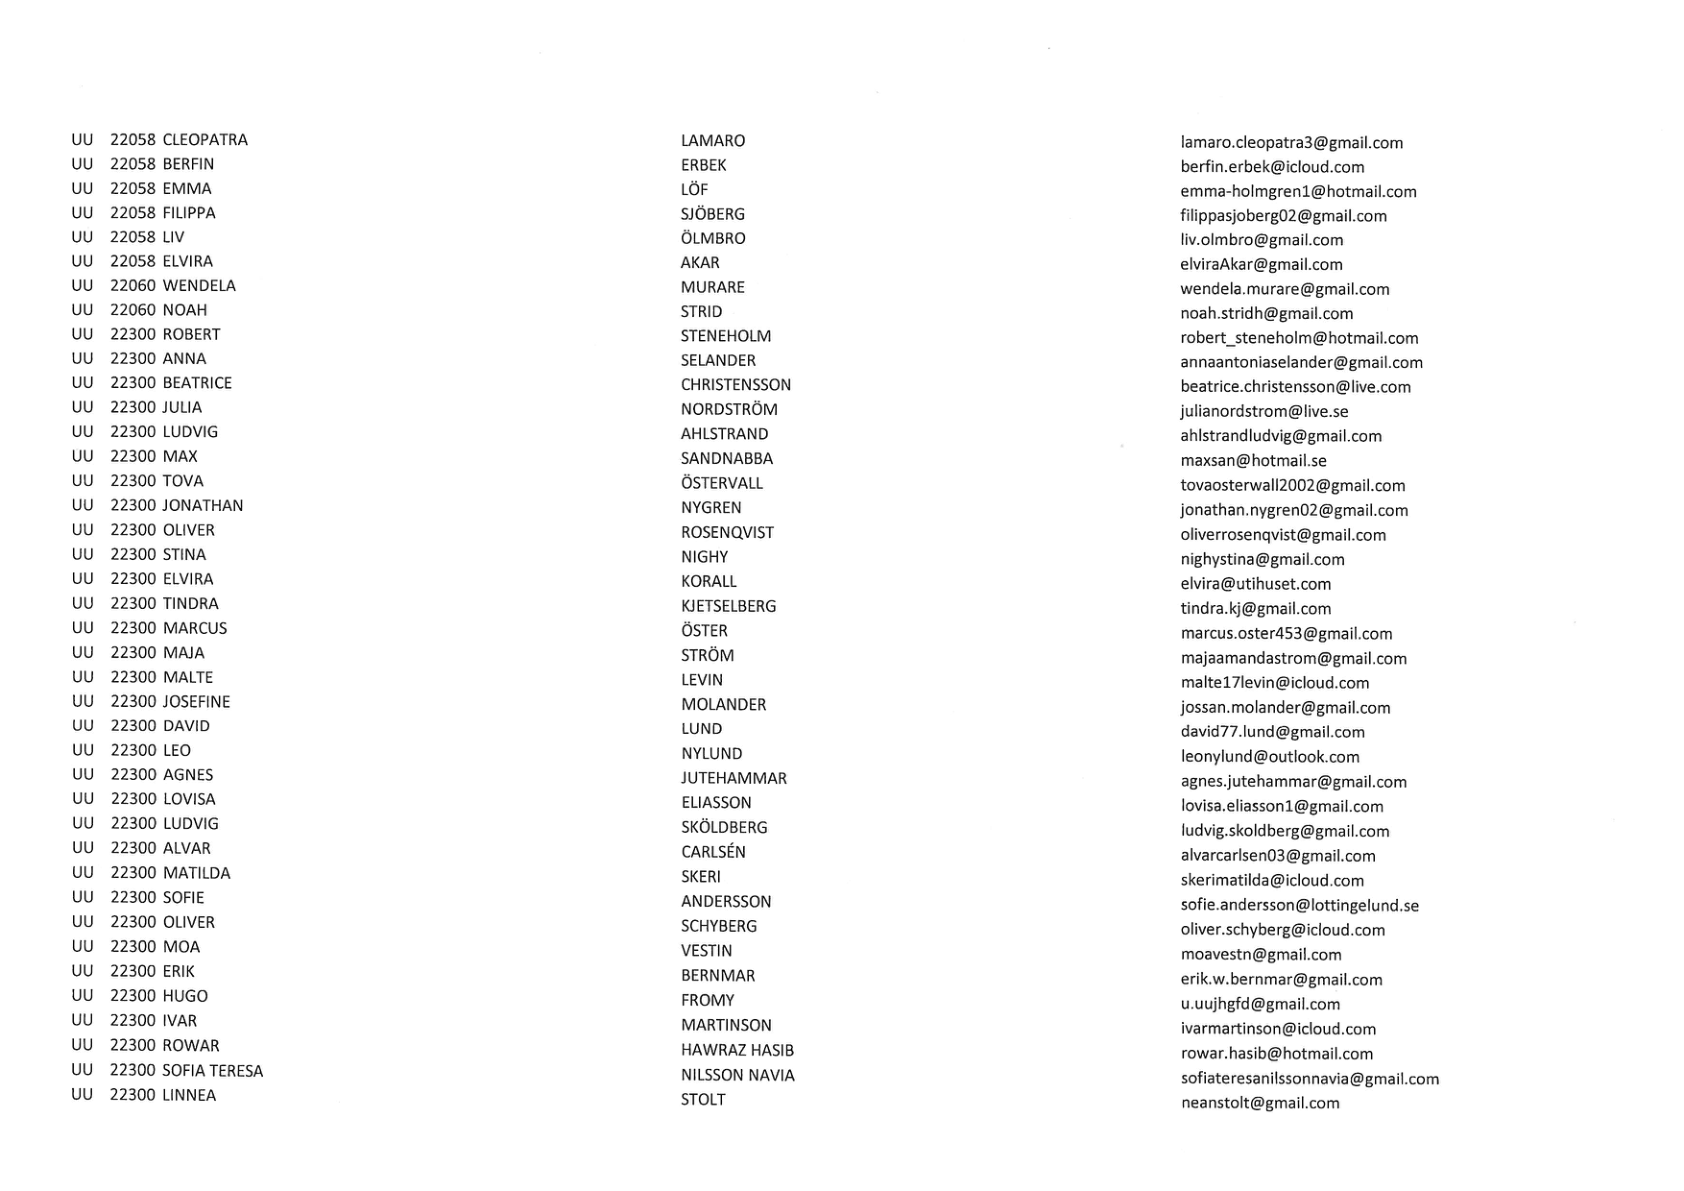 UU 22058 CLEOPATRA LAMARO lamaro.cleopatra3@gmail.com
UU 22058 BERFIN ERBEK berfin.erbek@icloud.com
UU 22058 EMMA LÖF emma-holmgren1@hotmail.com
UU 22058 FILIPPA SJÖBERG filippasjoberg02@gmail.com
UU 22058 LIV ÖLMBRO liv.olmbro@gmail.com
UU 22058 ELVIRA AKAR elviraAkar@gmail.com
UU 22060 WENDELA MURARE wendela.murare@gmail.com
UU 22060 NOAH STRID noah.stridh@gmail.com
UU 22300 ROBERT STENEHOLM robert_steneholm@hotmail.com
UU 22300 ANNA SELANDER annaantoniaselander@gmail.com
UU 22300 BEATRICE CHRISTENSSON beatrice.christensson@live.com
UU 22300 JULIA NORDSTRÖM julianordstrom@live.se
UU 22300 LUDVIG AHLSTRAND ahlstrandludvig@gmail.com
UU 22300 MAX SANDNABBA maxsan@hotmail.se
UU 22300 TOVA ÖSTERVALL tovaosterwall2002@gmail.com
UU 22300 JONATHAN NYGREN jonathan.nygren02@gmail.com
UU 22300 OLIVER ROSENQVIST oliverrosenqvist@gmail.com
UU 22300 STINA NIGHY nighystina@gmail.com
UU 22300 ELVIRA KORALL elvira@utihuset.com
UU 22300 TINDRA KJETSELBERG tindra.kj@gmail.com
UU 22300 MARCUS ÖSTER marcus.oster453@gmail.com
UU 22300 MAJA STRÖM majaamandastrom@gmail.com
UU 22300 MALTE LEVIN malte17levin@icloud.com
UU 22300 JOSEFINE MOLANDER jossan.molander@gmail.com
UU 22300 DAVID LUND david77.lund@gmail.com
UU 22300 LEO NYLUND leonylund@outlook.com
UU 22300 AGNES JUTEHAMMAR agnes.jutehammar@gmail.com
UU 22300 LOVISA ELIASSON lovisa.eliasson1@gmail.com
UU 22300 LUDVIG SKÖLDBERG ludvig.skoldberg@gmail.com
UU 22300 ALVAR CARLSÉN alvarcarlsen03@gmail.com
UU 22300 MATILDA SKERI skerimatilda@icloud.com
UU 22300 SOFIE ANDERSSON sofie.andersson@lottingelund.se
UU 22300 OLIVER SCHYBERG oliver.schyberg@icloud.com
UU 22300 MOA VESTIN moavestn@gmail.com
UU 22300 ERIK BERNMAR erik.w.bernmar@gmail.com
UU 22300 HUGO FROMY u.uujhgfd@gmail.com
UU 22300 IVAR MARTINSON ivarmartinson@icloud.com
UU 22300 ROWAR HAWRAZ HASIB rowar.hasib@hotmail.com
UU 22300 SOFIA TERESA NILSSON NAVIA sofiateresanilssonnavia@gmail.com
UU 22300 LINNEA STOLT neanstolt@gmail.com